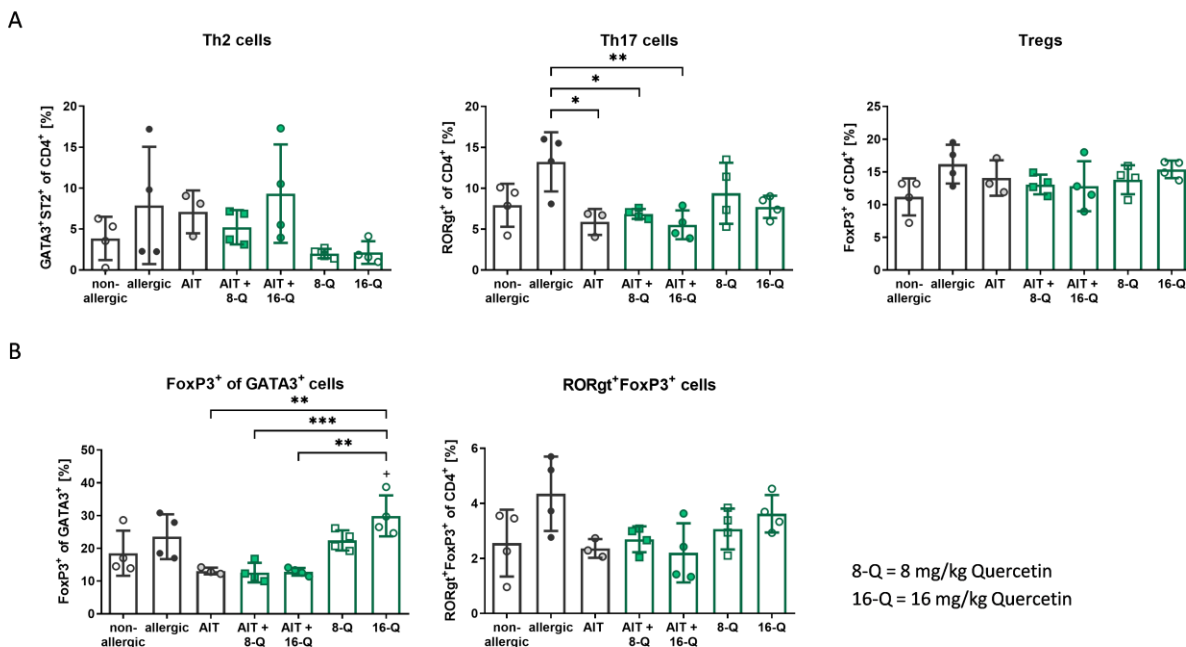 A
Th2 cells
GATA3⁺ST2⁺ of CD4⁺ [%]
20
15
10
5
0
non-
allergic
allergic
AIT
AIT +
8-Q
AIT +
16-Q
8-Q
16-Q
Th17 cells
**
*
*
RORgt⁺ of CD4⁺ [%]
20
15
10
5
0
non-
allergic
allergic
AIT
AIT +
8-Q
AIT +
16-Q
8-Q
16-Q
Tregs
FoxP3⁺ of CD4⁺ [%]
25
20
15
10
5
0
non-
allergic
allergic
AIT
AIT +
8-Q
AIT +
16-Q
8-Q
16-Q
B
FoxP3⁺ of GATA3⁺ cells
**
***
**
+
FoxP3⁺ of GATA3⁺ [%]
50
40
30
20
10
0
non-
allergic
allergic
AIT
AIT +
8-Q
AIT +
16-Q
8-Q
16-Q
RORgt⁺FoxP3⁺ cells
RORgt⁺FoxP3⁺ of CD4⁺ [%]
6
4
2
0
non-
allergic
allergic
AIT
AIT +
8-Q
AIT +
16-Q
8-Q
16-Q
8-Q = 8 mg/kg Quercetin
16-Q = 16 mg/kg Quercetin